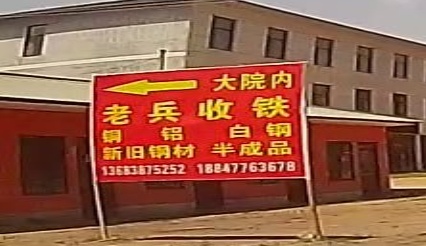 大院内
老兵收铁
铜 铝 白钢
新旧钢材 半成品
13683875252 18847763678